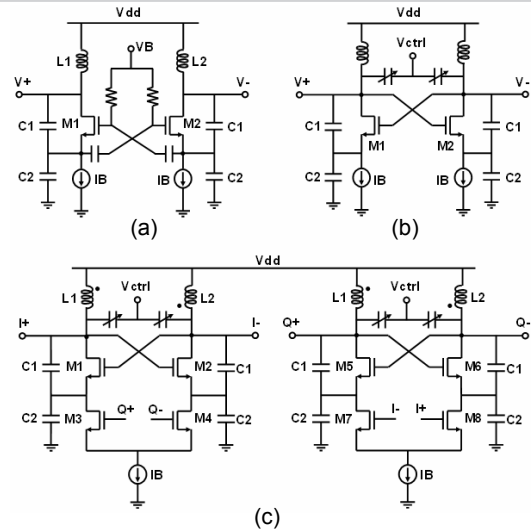 Vdd
Vdd
L1
VB
L2
Vctrl
V+
V-
V+
V-
C1
M1
M2
C1
C1
M1
M2
C1
C2
IB
IB
C2
C2
IB
IB
C2
(a)
(b)
Vdd
L1
Vctrl
L2
L1
Vctrl
L2
I+
I-
Q+
Q-
C1
M1
M2
C1
C1
M5
M6
C1
C2
M3
Q+
Q-
M4
C2
C2
M7
I-
I+
M8
C2
IB
IB
(c)